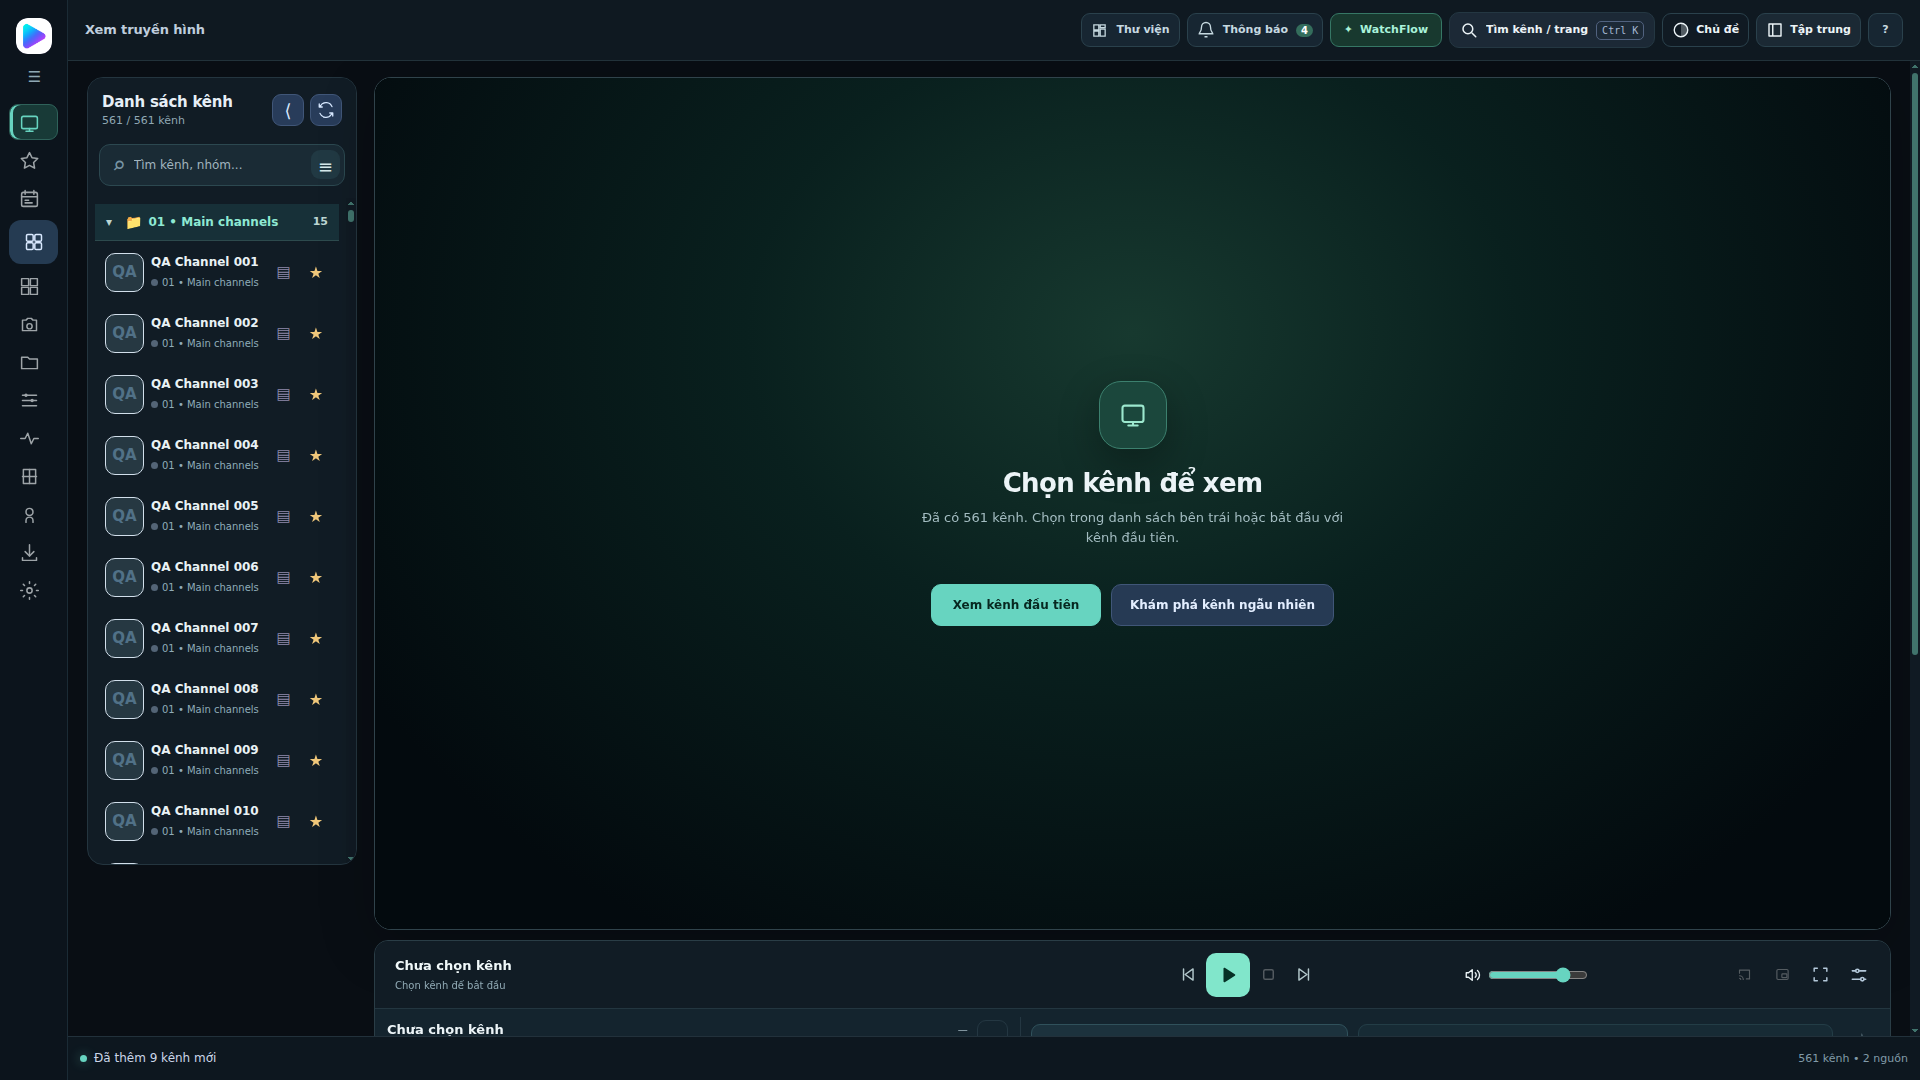 Xem truyền hình
Thư viện
Thông báo 4
WatchFlow
Tìm kênh / trang Ctrl K
Chủ đề
Tập trung
?
Danh sách kênh
561 / 561 kênh
Tìm kênh, nhóm...
01 • Main channels 15
QA QA Channel 001
01 • Main channels
QA QA Channel 002
01 • Main channels
QA QA Channel 003
01 • Main channels
QA QA Channel 004
01 • Main channels
QA QA Channel 005
01 • Main channels
QA QA Channel 006
01 • Main channels
QA QA Channel 007
01 • Main channels
QA QA Channel 008
01 • Main channels
QA QA Channel 009
01 • Main channels
QA QA Channel 010
01 • Main channels
Chọn kênh để xem
Đã có 561 kênh. Chọn trong danh sách bên trái hoặc bắt đầu với
kênh đầu tiên.
Xem kênh đầu tiên
Khám phá kênh ngẫu nhiên
Chưa chọn kênh
Chọn kênh để bắt đầu
Chưa chọn kênh
Đã thêm 9 kênh mới
561 kênh • 2 nguồn